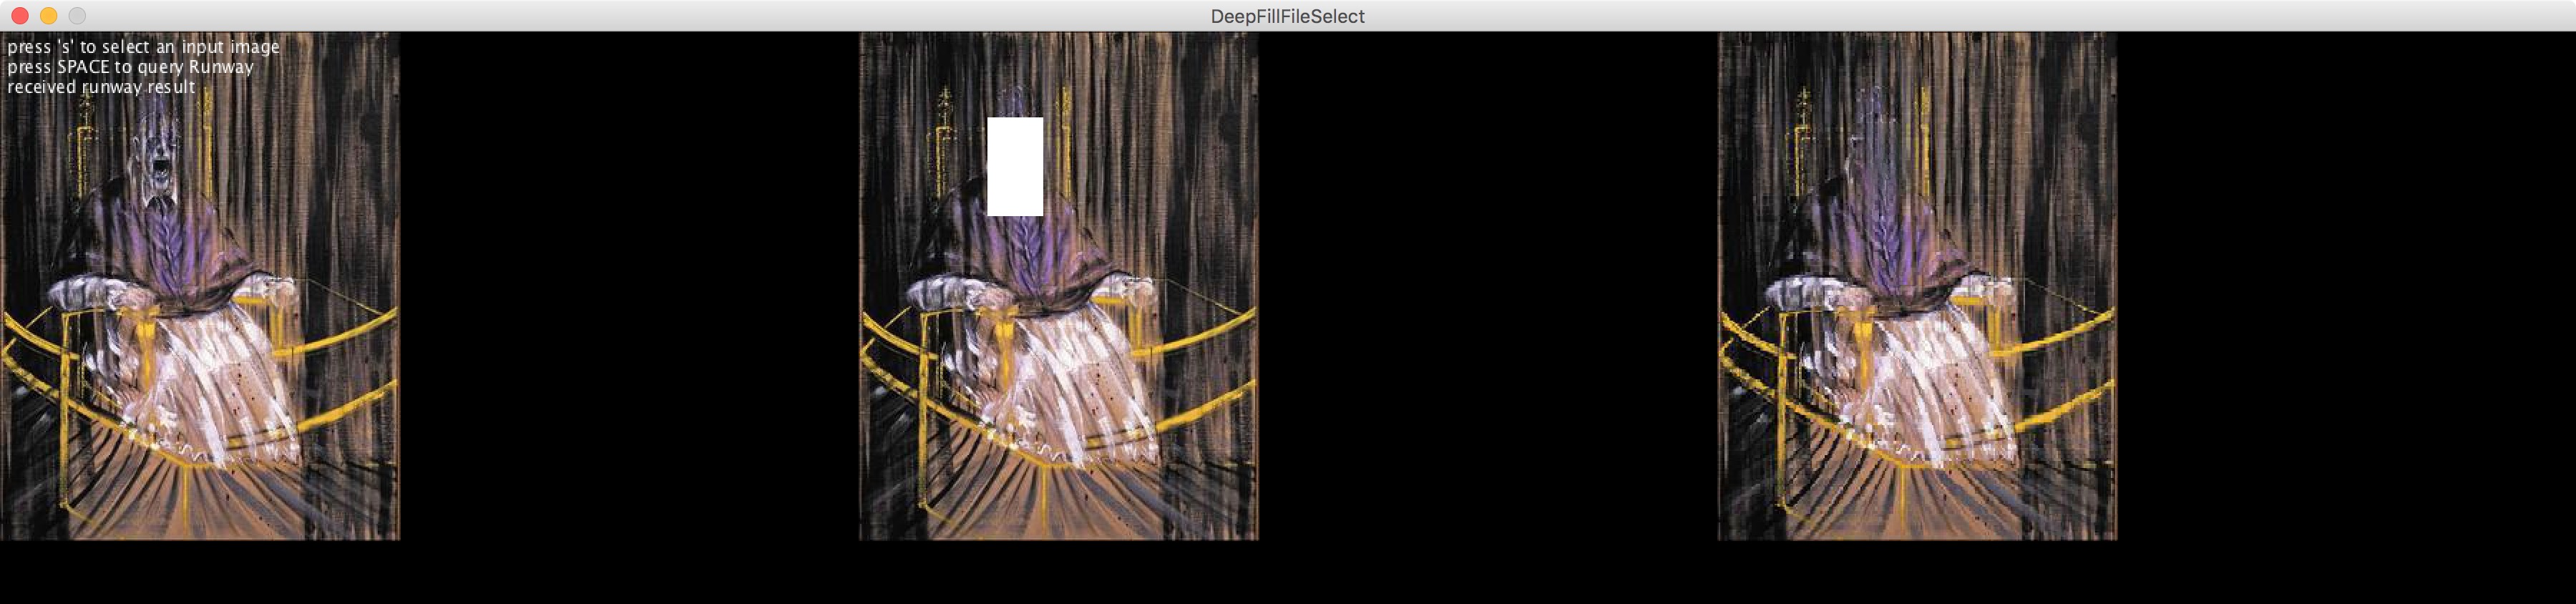 DeepFillFileSelect
press 's' to select an input image
press SPACE to query Runway
received runway result